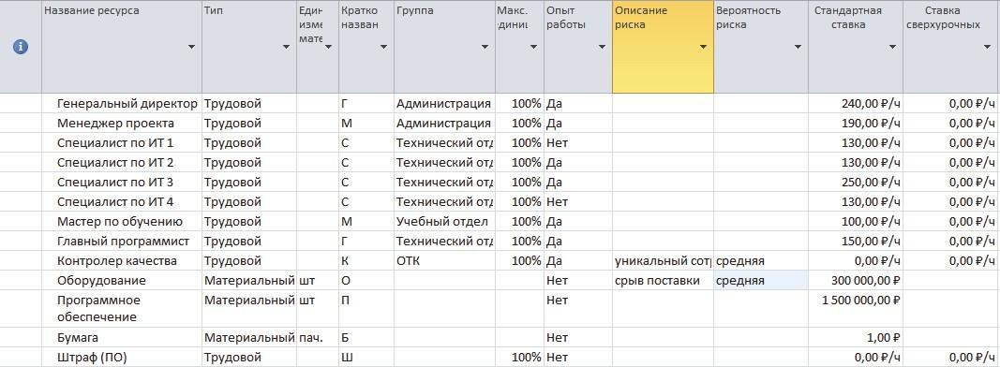 Название ресурса Тип Един изме мате Кратко назван Группа Макс. едини Опыт работы Описание риска Вероятность риска Стандартная ставка Ставка сверхурочных
Генеральный директор Трудовой Г Администрация 100% Да 240,00 ₽/ч 0,00 ₽/ч
Менеджер проекта Трудовой М Администрация 100% Да 190,00 ₽/ч 0,00 ₽/ч
Специалист по ИТ 1 Трудовой С Технический отд 100% Нет 130,00 ₽/ч 0,00 ₽/ч
Специалист по ИТ 2 Трудовой С Технический отд 100% Да 130,00 ₽/ч 0,00 ₽/ч
Специалист по ИТ 3 Трудовой С Технический отд 100% Да 250,00 ₽/ч 0,00 ₽/ч
Специалист по ИТ 4 Трудовой С Технический отд 100% Нет 130,00 ₽/ч 0,00 ₽/ч
Мастер по обучению Трудовой М Учебный отдел 100% Да 100,00 ₽/ч 0,00 ₽/ч
Главный программист Трудовой Г Технический отд 100% Да 150,00 ₽/ч 0,00 ₽/ч
Контролер качества Трудовой К ОТК 100% Да уникальный сотр средняя 0,00 ₽/ч 0,00 ₽/ч
Оборудование Материальный шт О Нет срыв поставки средняя 300 000,00 ₽
Программное Материальный шт П Нет 1 500 000,00 ₽
обеспечение
Бумага Материальный пач. Б Нет 1,00 ₽
Штраф (ПО) Трудовой Ш 100% Нет 0,00 ₽/ч 0,00 ₽/ч